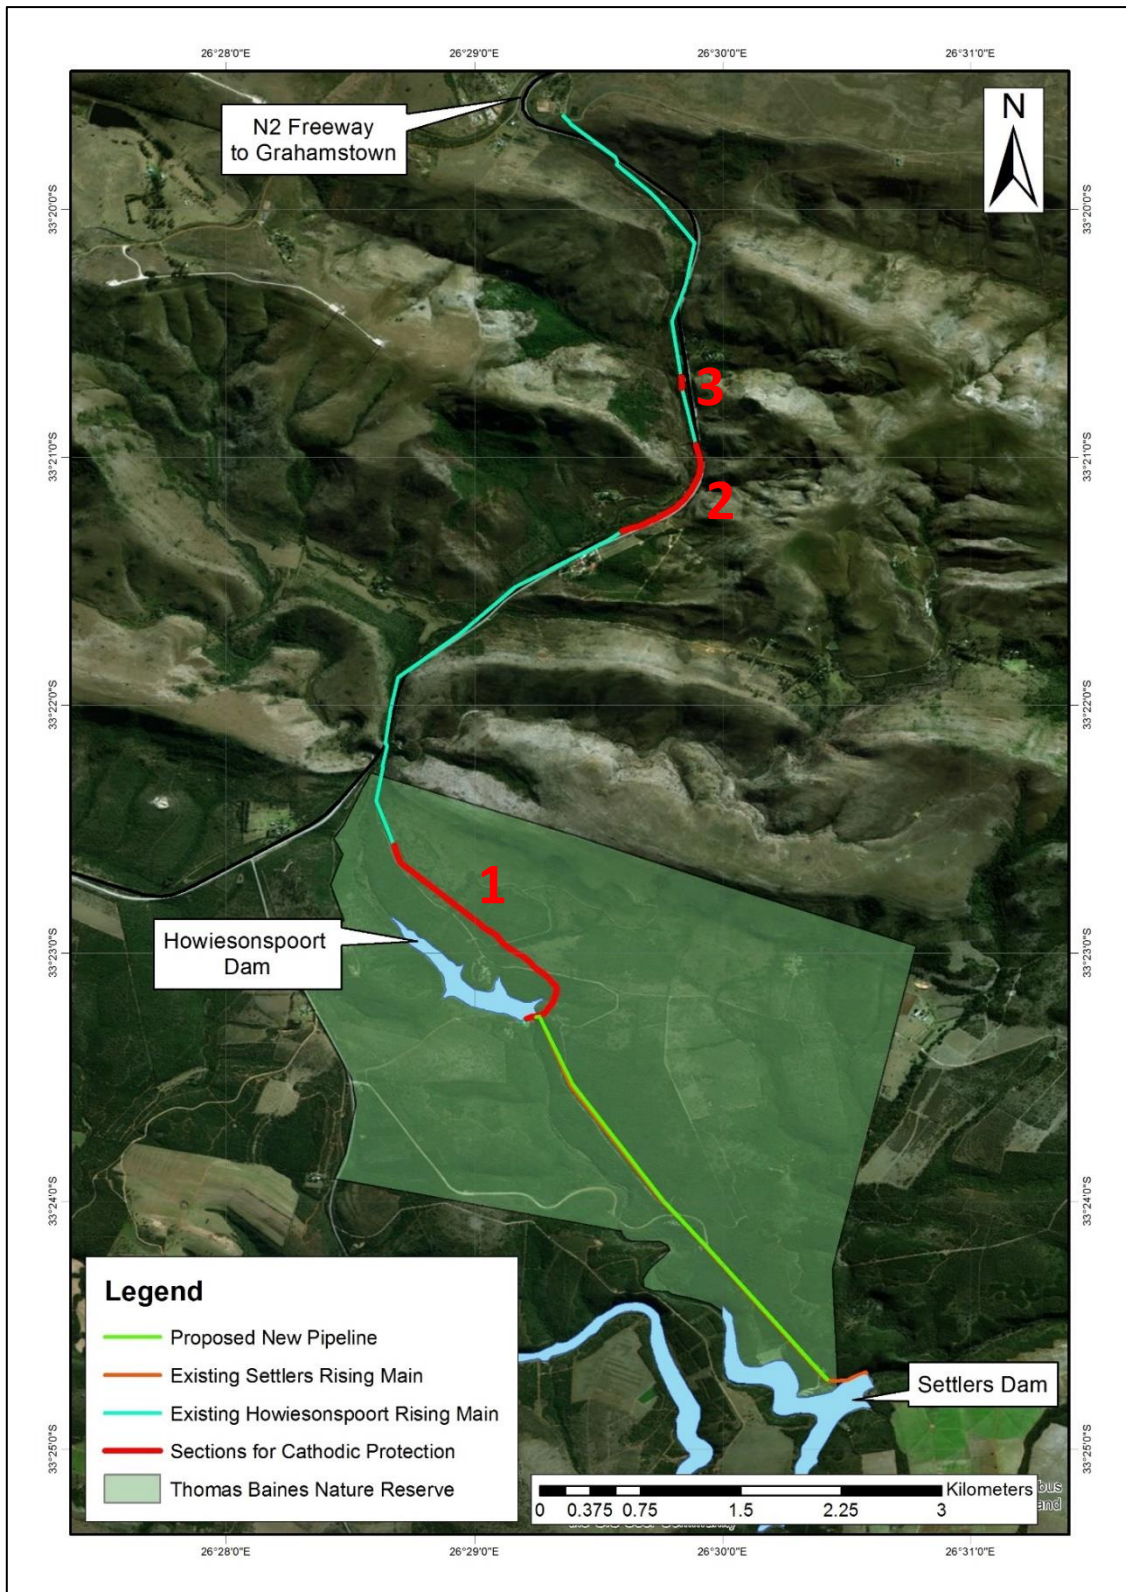 26°28'0"E 26°29'0"E 26°30'0"E 26°31'0"E
N2 Freeway
to Grahamstown
N
33°20'0"S 33°20'0"S
3
33°21'0"S 33°21'0"S
2
33°22'0"S 33°22'0"S
1
Howiesonspoort
Dam
33°23'0"S 33°23'0"S
33°24'0"S 33°24'0"S
Legend
Proposed New Pipeline
Existing Settlers Rising Main
Existing Howiesonspoort Rising Main
Sections for Cathodic Protection
Thomas Baines Nature Reserve
Settlers Dam
33°25'0"S 33°25'0"S
Kilometers
0 0.375 0.75 1.5 2.25 3
26°28'0"E 26°29'0"E 26°30'0"E 26°31'0"E